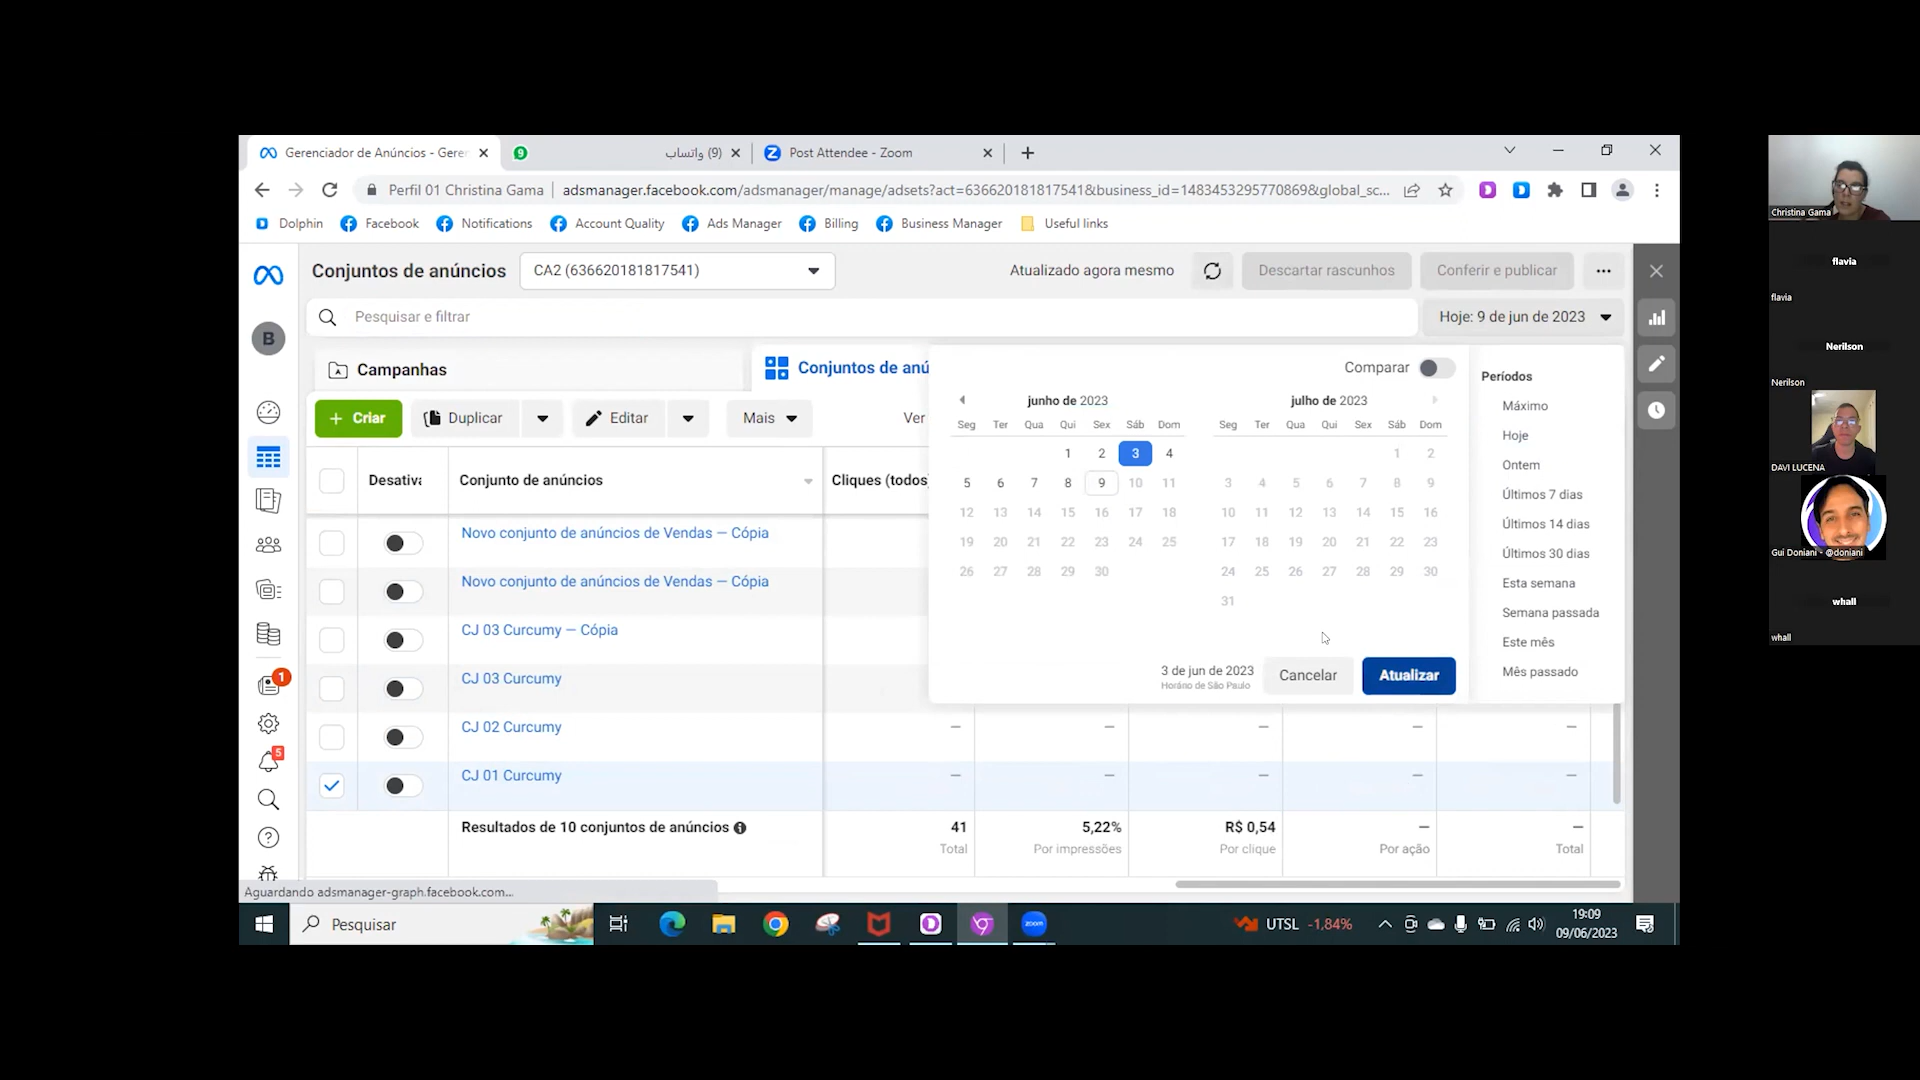 Gerenciador de Anúncios - Geren
9
واتساب (9)
Post Attendee - Zoom
Perfil 01 Christina Gama
adsmanager.facebook.com/adsmanager/manage/adsets?act=636620181817541&business_id=148345329577086​9&global_sc...
Dolphin
Facebook
Notifications
Account Quality
Ads Manager
Billing
Business Manager
Useful links
Conjuntos de anúncios
CA2 (636620181817541)
Atualizado agora mesmo
Descartar rascunhos
Conferir e publicar
B
Pesquisar e filtrar
Hoje: 9 de jun de 2023
Campanhas
Conjuntos de anú
Criar
Duplicar
Editar
Mais
Ver
Desativa
Conjunto de anúncios
Cliques (todos)
Novo conjunto de anúncios de Vendas — Cópia
Novo conjunto de anúncios de Vendas — Cópia
CJ 03 Curcumy — Cópia
CJ 03 Curcumy
CJ 02 Curcumy
— — — — —
CJ 01 Curcumy
— — — — —
Resultados de 10 conjuntos de anúncios
41 5,22% R$ 0,54 — —
Total Por impressões Por clique Por ação Total
1
5
Comparar
junho de 2023
Seg Ter Qua Qui Sex Sáb Dom
1 2 3 4
5 6 7 8 9 10 11
12 13 14 15 16 17 18
19 20 21 22 23 24 25
26 27 28 29 30
julho de 2023
Seg Ter Qua Qui Sex Sáb Dom
1 2
3 4 5 6 7 8 9
10 11 12 13 14 15 16
17 18 19 20 21 22 23
24 25 26 27 28 29 30
31
3 de jun de 2023
Horário de São Paulo
Cancelar
Atualizar
Períodos
Máximo
Hoje
Ontem
Últimos 7 dias
Últimos 14 dias
Últimos 30 dias
Esta semana
Semana passada
Este mês
Mês passado
Aguardando adsmanager-graph.facebook.com...
Pesquisar
zoom
UTSL -1,84%
19:09
09/06/2023
Christina Gama
flavia
flavia
Nerilson
Nerilson
DAVI LUCENA
Gui Doniani - @doniani
whall
whall